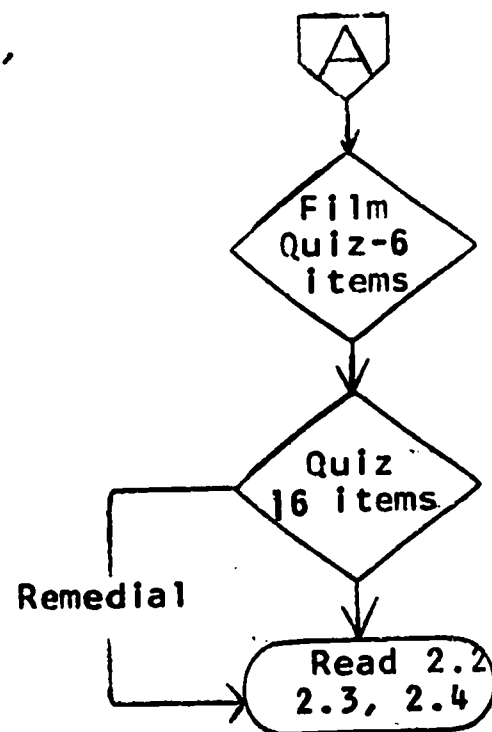 A
Film
Quiz-6
items
Quiz
16 items
Remedial
Read 2.2
2.3, 2.4